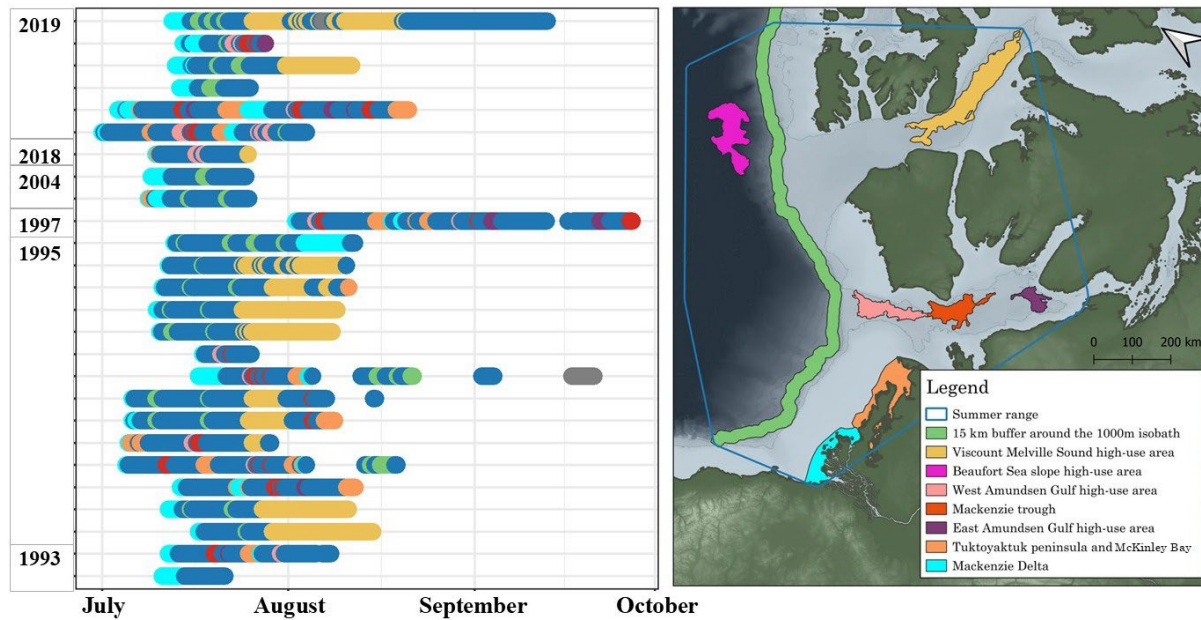 2019
2018
2004
1997
1995
1993
July
August
September
October
0 100 200 km
Legend
Summer range
15 km buffer around the 1000m isobath
Viscount Melville Sound high-use area
Beaufort Sea slope high-use area
West Amundsen Gulf high-use area
Mackenzie trough
East Amundsen Gulf high-use area
Tuktoyaktuk peninsula and McKinley Bay
Mackenzie Delta